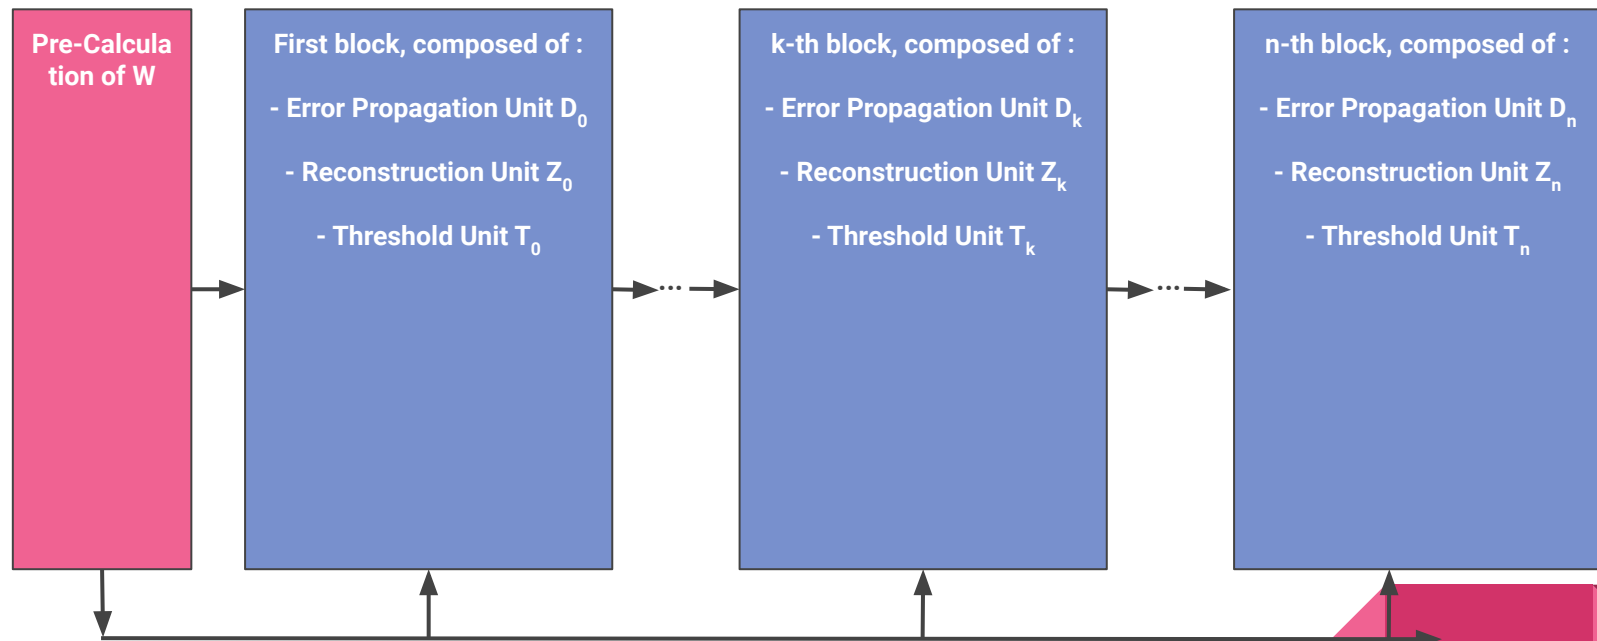 Pre-Calcula
tion of W
First block, composed of :
- Error Propagation Unit D₀
- Reconstruction Unit Z₀
- Threshold Unit T₀
...
k-th block, composed of :
- Error Propagation Unit Dₖ
- Reconstruction Unit Zₖ
- Threshold Unit Tₖ
...
n-th block, composed of :
- Error Propagation Unit Dₙ
- Reconstruction Unit Zₙ
- Threshold Unit Tₙ